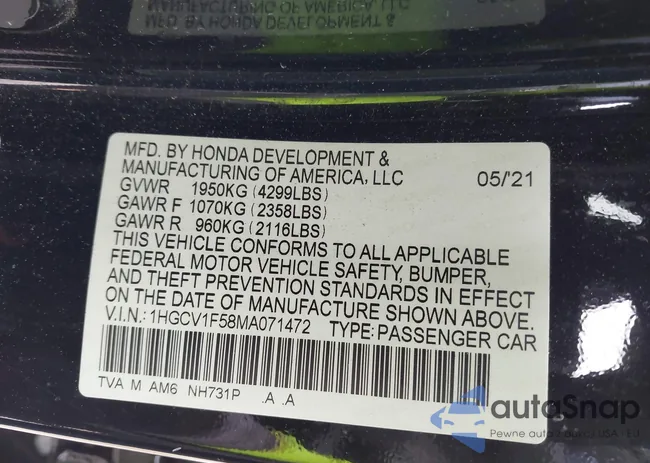 MFD. BY HONDA DEVELOPMENT &
MANUFACTURING OF AMERICA, LLC 05/'21
GVWR 1950KG (4299LBS)
GAWR F 1070KG (2358LBS)
GAWR R 960KG (2116LBS)
THIS VEHICLE CONFORMS TO ALL APPLICABLE
FEDERAL MOTOR VEHICLE SAFETY, BUMPER,
AND THEFT PREVENTION STANDARDS IN EFFECT
ON THE DATE OF MANUFACTURE SHOWN ABOVE.
V.I.N.: 1HGCV1F58MA071472 TYPE: PASSENGER CAR
TVA M AM6 NH731P .A .A
autoSnap